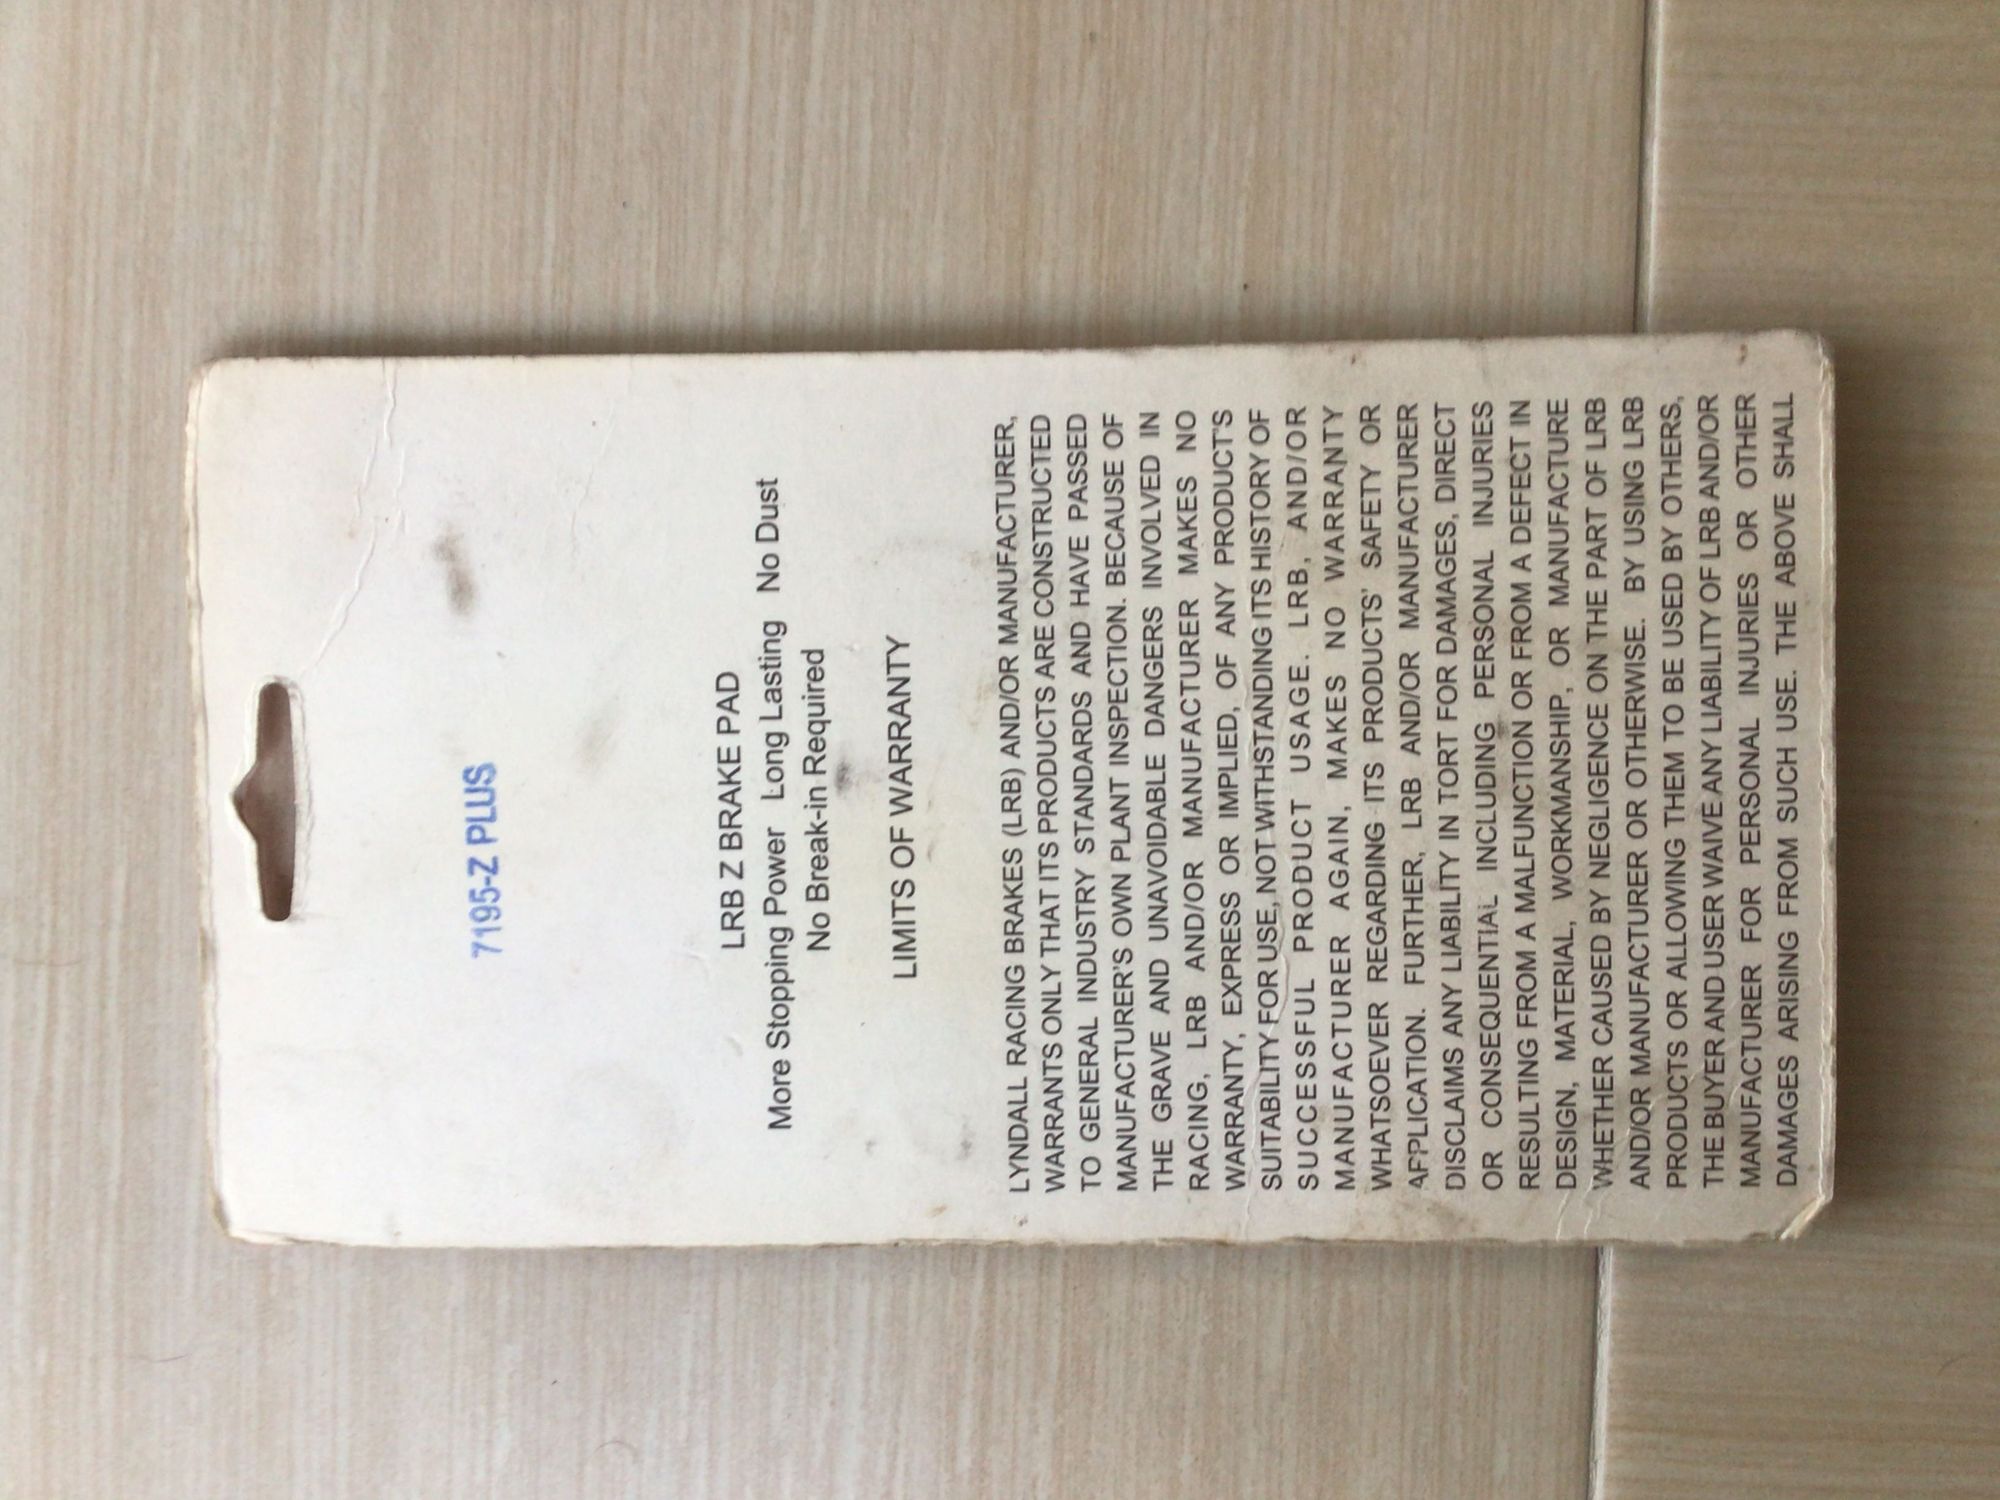 7195-Z PLUS
LRB Z BRAKE PAD
More Stopping Power Long Lasting No Dust
No Break-in Required
LIMITS OF WARRANTY
LYNDALL RACING BRAKES (LRB) AND/OR MANUFACTURER,
WARRANTS ONLY THAT ITS PRODUCTS ARE CONSTRUCTED
TO GENERAL INDUSTRY STANDARDS AND HAVE PASSED
MANUFACTURER'S OWN PLANT INSPECTION. BECAUSE OF
THE GRAVE AND UNAVOIDABLE DANGERS INVOLVED IN
RACING, LRB AND/OR MANUFACTURER MAKES NO
WARRANTY, EXPRESS OR IMPLIED, OF ANY PRODUCT'S
SUITABILITY FOR USE, NOT WITHSTANDING ITS HISTORY OF
SUCCESSFUL PRODUCT USAGE. LRB, AND/OR
MANUFACTURER AGAIN, MAKES NO WARRANTY
WHATSOEVER REGARDING ITS PRODUCTS' SAFETY OR
APPLICATION. FURTHER, LRB AND/OR MANUFACTURER
DISCLAIMS ANY LIABILITY IN TORT FOR DAMAGES, DIRECT
OR CONSEQUENTIAL INCLUDING PERSONAL INJURIES
RESULTING FROM A MALFUNCTION OR FROM A DEFECT IN
DESIGN, MATERIAL, WORKMANSHIP, OR MANUFACTURE
WHETHER CAUSED BY NEGLIGENCE ON THE PART OF LRB
AND/OR MANUFACTURER OR OTHERWISE. BY USING LRB
PRODUCTS OR ALLOWING THEM TO BE USED BY OTHERS,
THE BUYER AND USER WAIVE ANY LIABILITY OF LRB AND/OR
MANUFACTURER FOR PERSONAL INJURIES OR OTHER
DAMAGES ARISING FROM SUCH USE. THE ABOVE SHALL